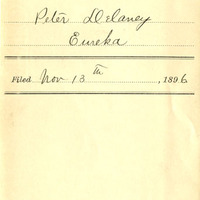 Peter Delaney
Eureka
Filed Nov 13th, 1896